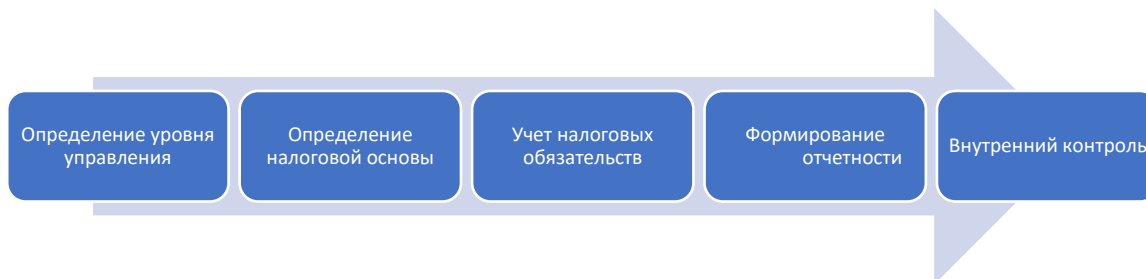 Определение уровня
управления
Определение
налоговой основы
Учет налоговых
обязательств
Формирование
отчетности
Внутренний контроль